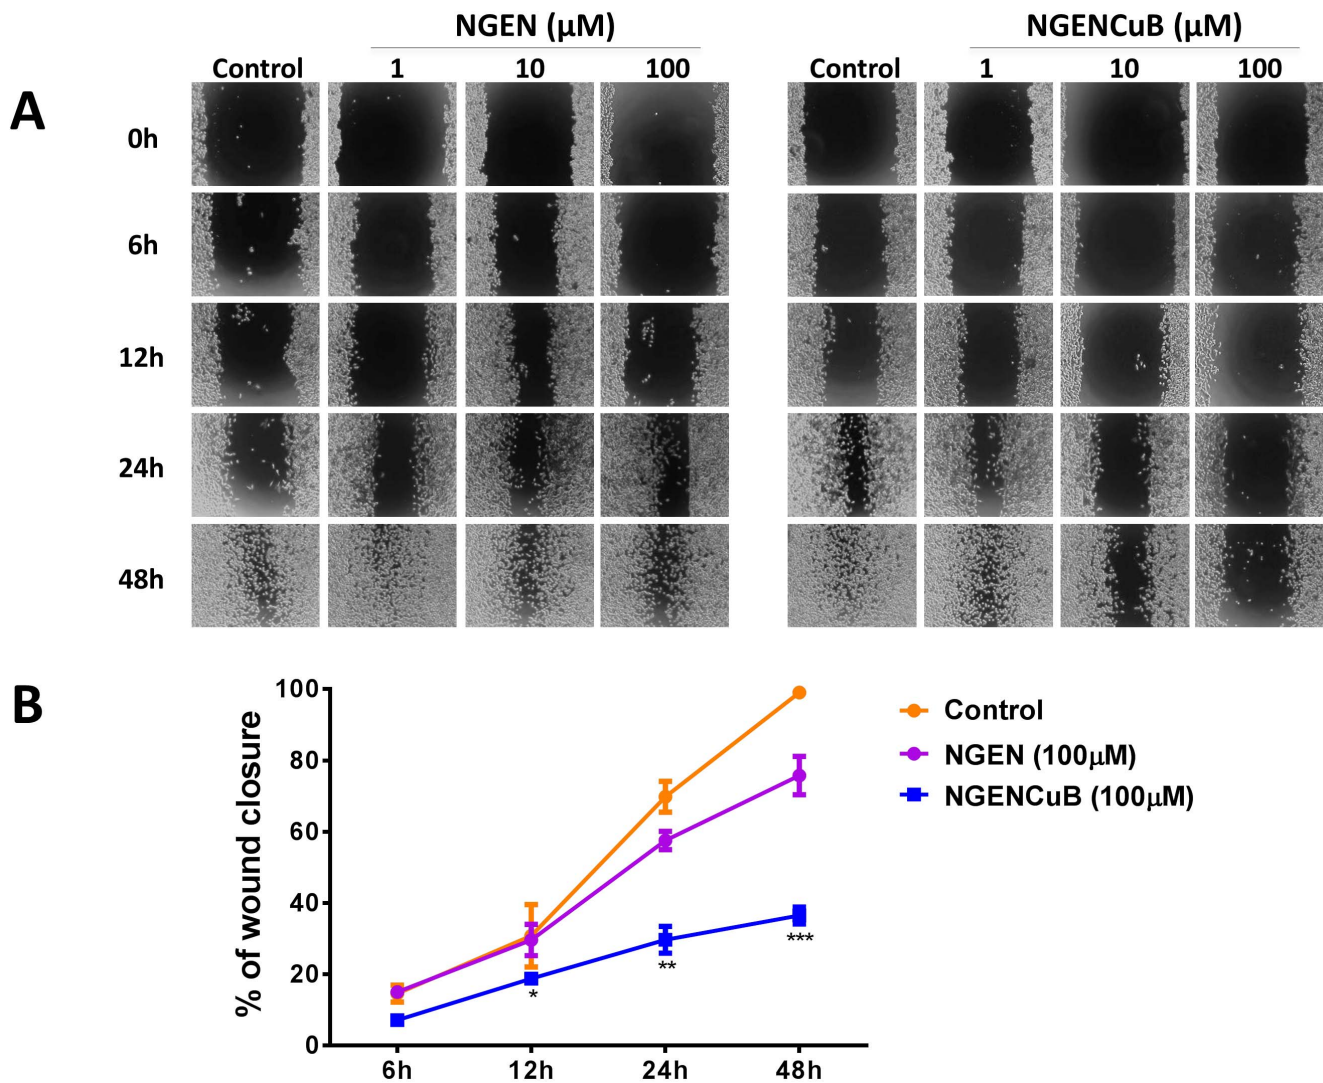 NGEN (μM)
NGENCuB (μM)
Control 1 10 100
Control 1 10 100
A
0h
6h
12h
24h
48h
B
% of wound closure
100
80
60
40
20
0
6h 12h 24h 48h
*
**
***
Control
NGEN (100μM)
NGENCuB (100μM)